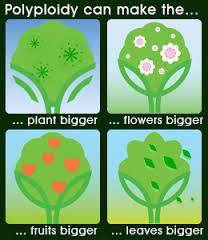 Polyploidy can make the...
... plant bigger
... flowers bigger
... fruits bigger
... leaves bigger